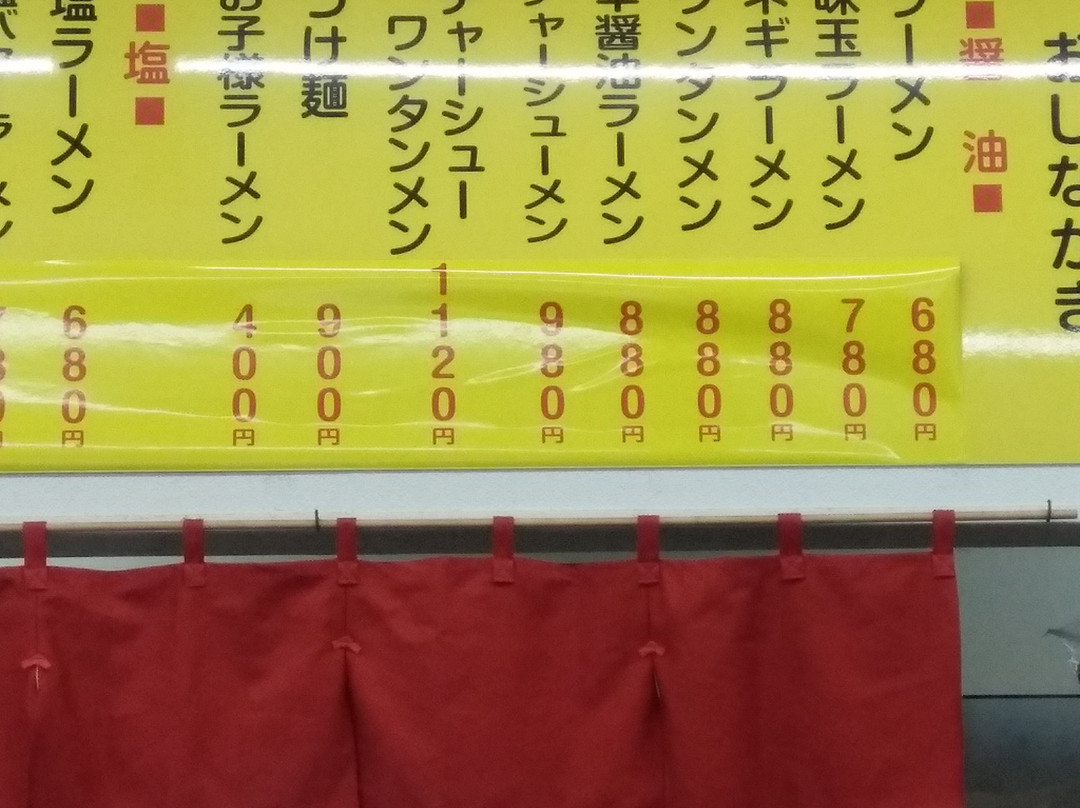 おしながき
■醤油■
ラーメン
680円
味玉ラーメン
780円
ネギラーメン
880円
ワンタンメン
880円
醤油ラーメン
880円
チャーシューメン
980円
チャーシュー
ワンタンメン
1120円
つけ麺
900円
お子様ラーメン
400円
■塩■
塩ラーメン
680円